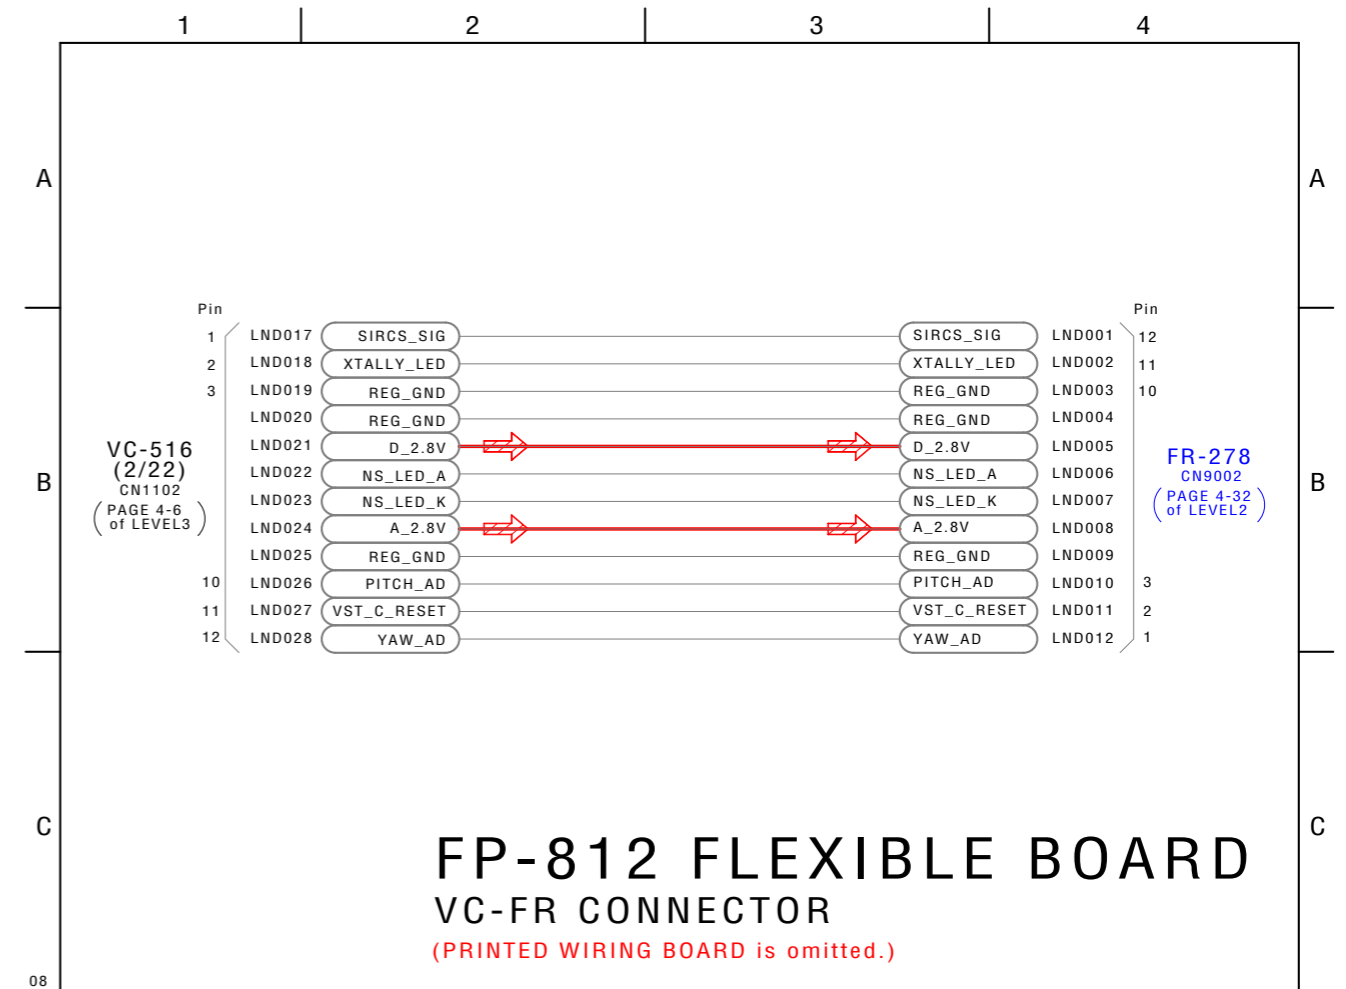 1 2 3 4
A A
Pin Pin
1 LND017 SIRCS_SIG SIRCS_SIG LND001 12
2 LND018 XTALLY_LED XTALLY_LED LND002 11
3 LND019 REG_GND REG_GND LND003 10
LND020 REG_GND REG_GND LND004
LND021 D_2.8V D_2.8V LND005
LND022 NS_LED_A NS_LED_A LND006
LND023 NS_LED_K NS_LED_K LND007
LND024 A_2.8V A_2.8V LND008
LND025 REG_GND REG_GND LND009
10 LND026 PITCH_AD PITCH_AD LND010 3
11 LND027 VST_C_RESET VST_C_RESET LND011 2
12 LND028 YAW_AD YAW_AD LND012 1
VC-516
(2/22)
CN1102
(PAGE 4-6
of LEVEL3)
FR-278
CN9002
(PAGE 4-32
of LEVEL2)
B B
C C
FP-812 FLEXIBLE BOARD
VC-FR CONNECTOR
(PRINTED WIRING BOARD is omitted.)
08